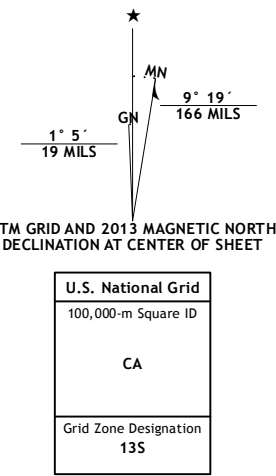 MN
GN
9° 19´
166 MILS
1° 5´
19 MILS
TM GRID AND 2013 MAGNETIC NORTH
DECLINATION AT CENTER OF SHEET
U.S. National Grid
100,000-m Square ID
CA
Grid Zone Designation
13S